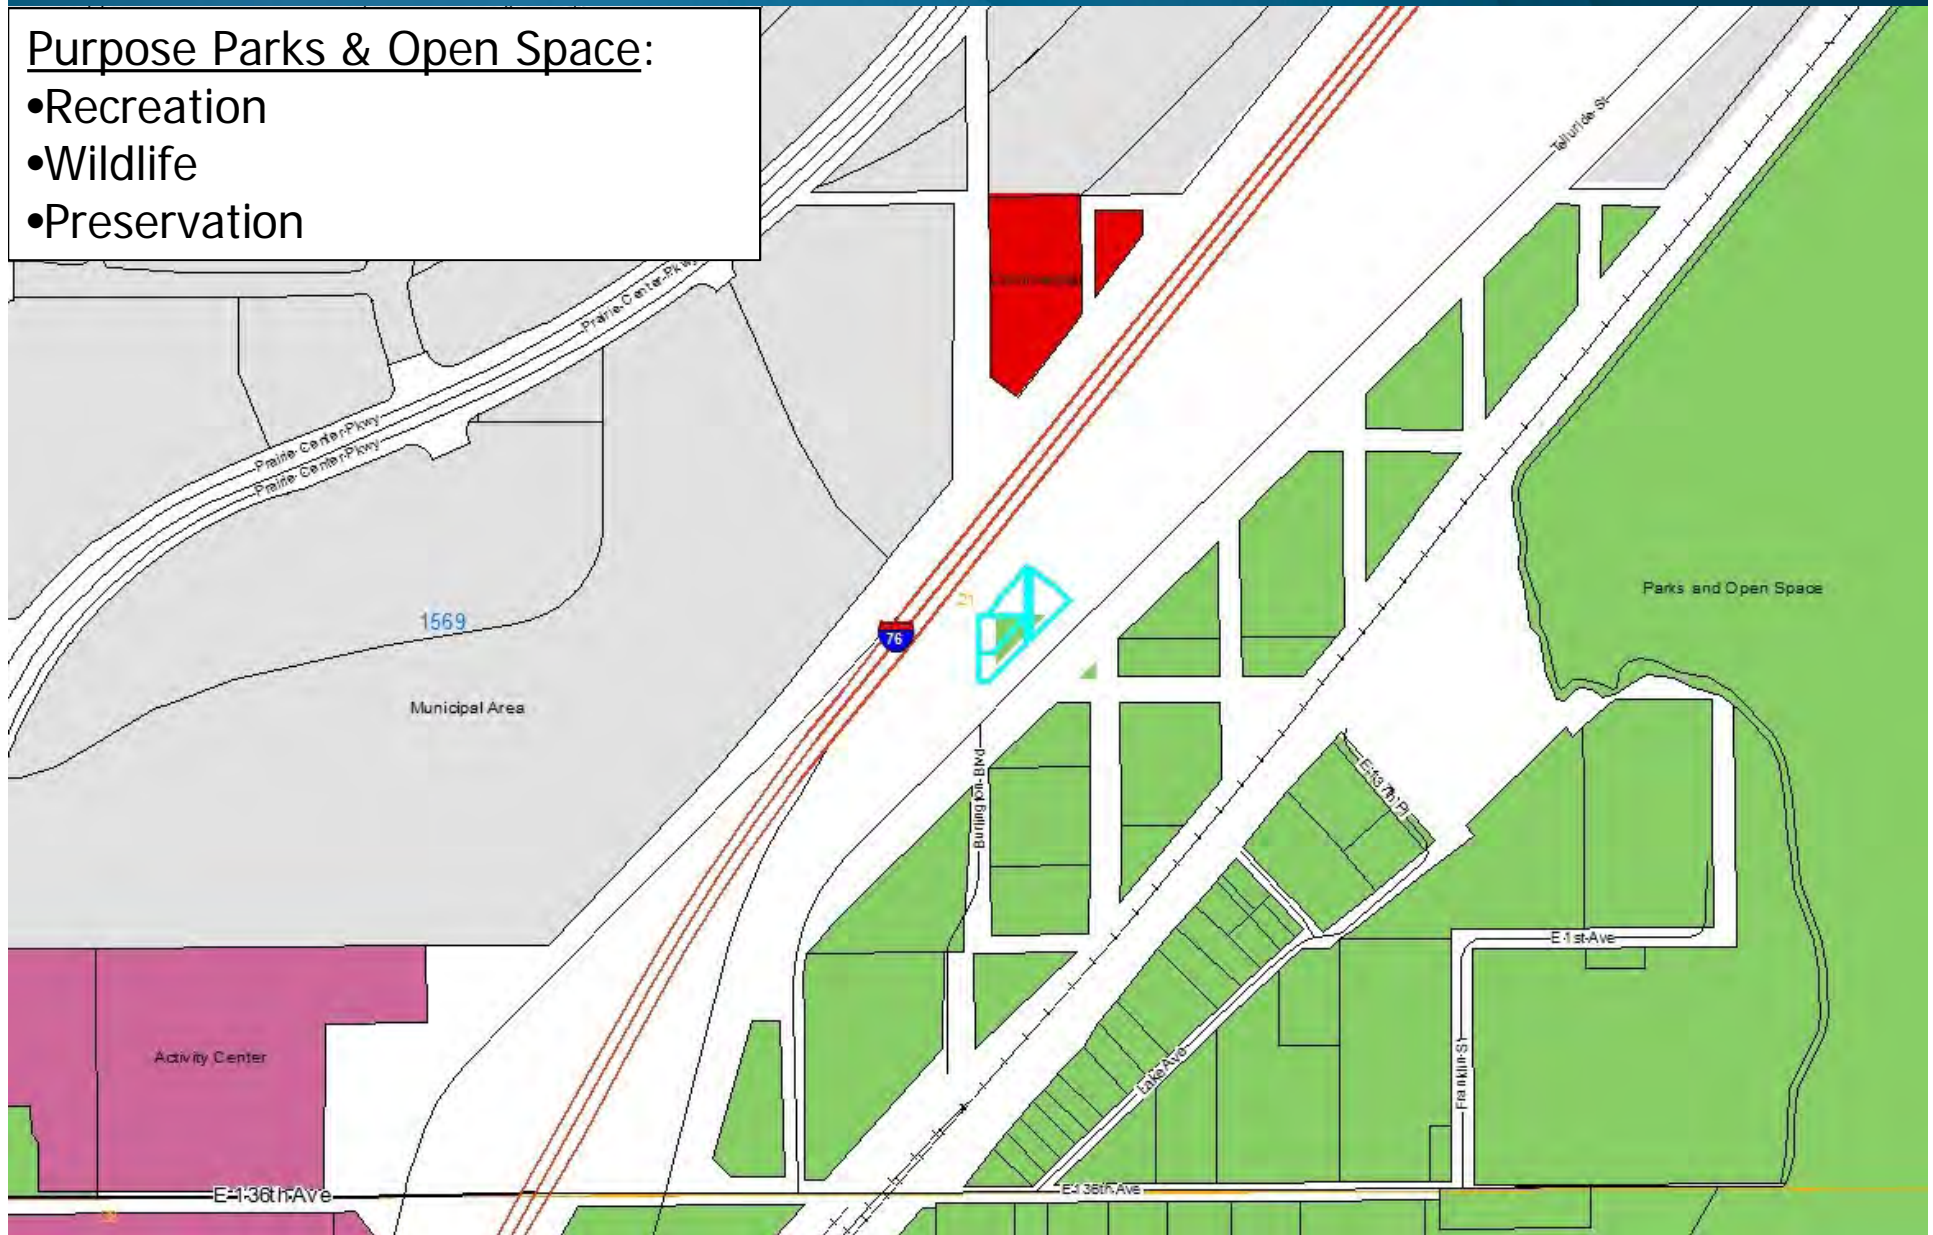 Purpose Parks & Open Space:
•Recreation
•Wildlife
•Preservation
Telluride St
Commercial
Prairie Center Pkwy
Prairie Center Pkwy
Prairie Center Pkwy
Parks and Open Space
1569
76
Municipal Area
Burlington Blvd
E 137th Pl
E 1st Ave
Activity Center
Lake Ave
Franklin St
E 136th Ave
E 136th Ave